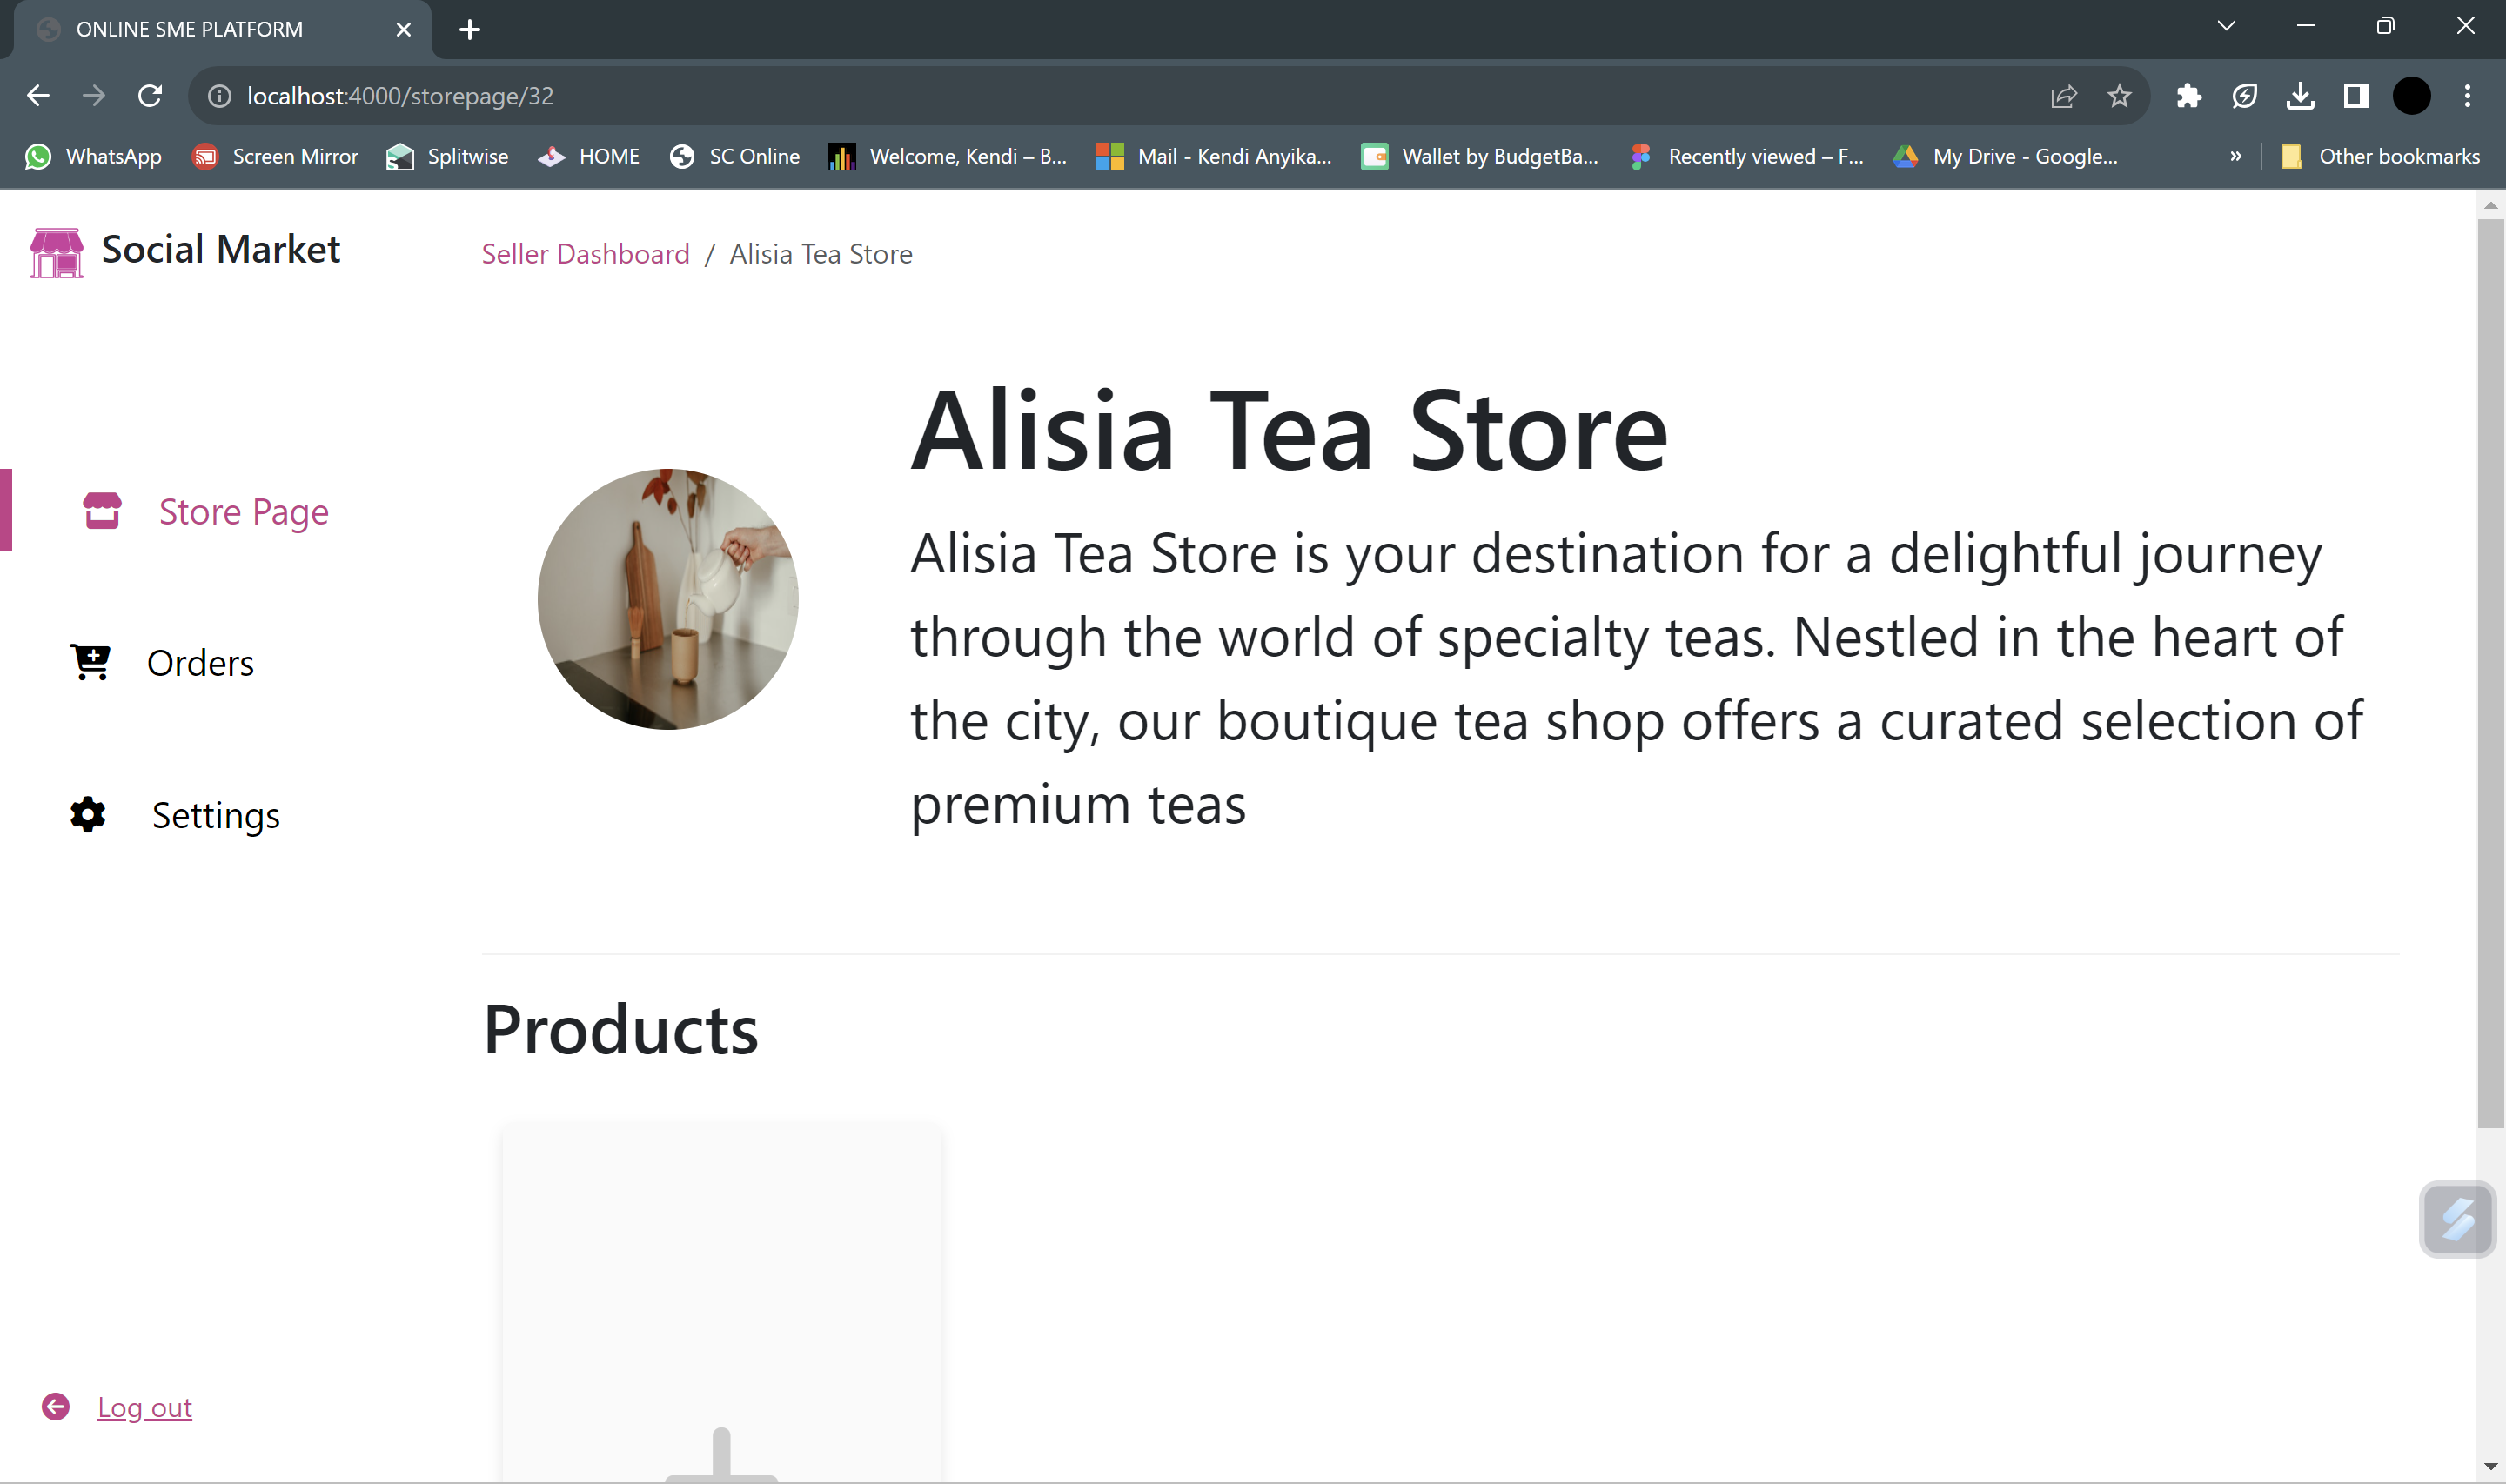 ONLINE SME PLATFORM
localhost:4000/storepage/32
WhatsApp
Screen Mirror
Splitwise
HOME
SC Online
Welcome, Kendi – B...
Mail - Kendi Anyika...
Wallet by BudgetBa...
Recently viewed – F...
My Drive - Google...
»
Other bookmarks
Social Market
Seller Dashboard / Alisia Tea Store
Store Page
Orders
Settings
Log out
Alisia Tea Store
Alisia Tea Store is your destination for a delightful journey
through the world of specialty teas. Nestled in the heart of
the city, our boutique tea shop offers a curated selection of
premium teas
Products